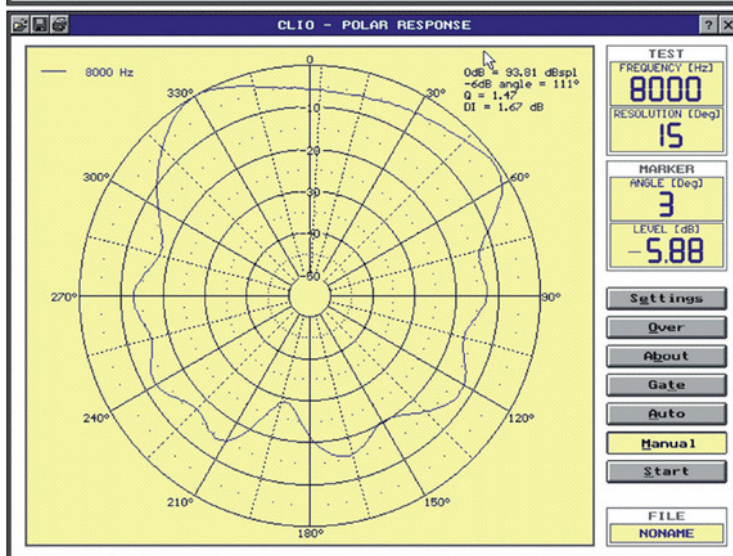 CLIO - POLAR RESPONSE
? X
8000 Hz
0dB = 93.81 dBspl
-6dB angle = 111°
Q = 1.47
DI = 1.67 dB
0
330°
30°
-10
-20
300°
60°
-30
-40
-50
270°
90°
240°
120°
210°
150°
180°
TEST
FREQUENCY [Hz]
8000
RESOLUTION [Deg]
15
MARKER
ANGLE [Deg]
3
LEVEL [dB]
-5.88
Settings
Over
About
Gate
Auto
Manual
Start
FILE
NONAME